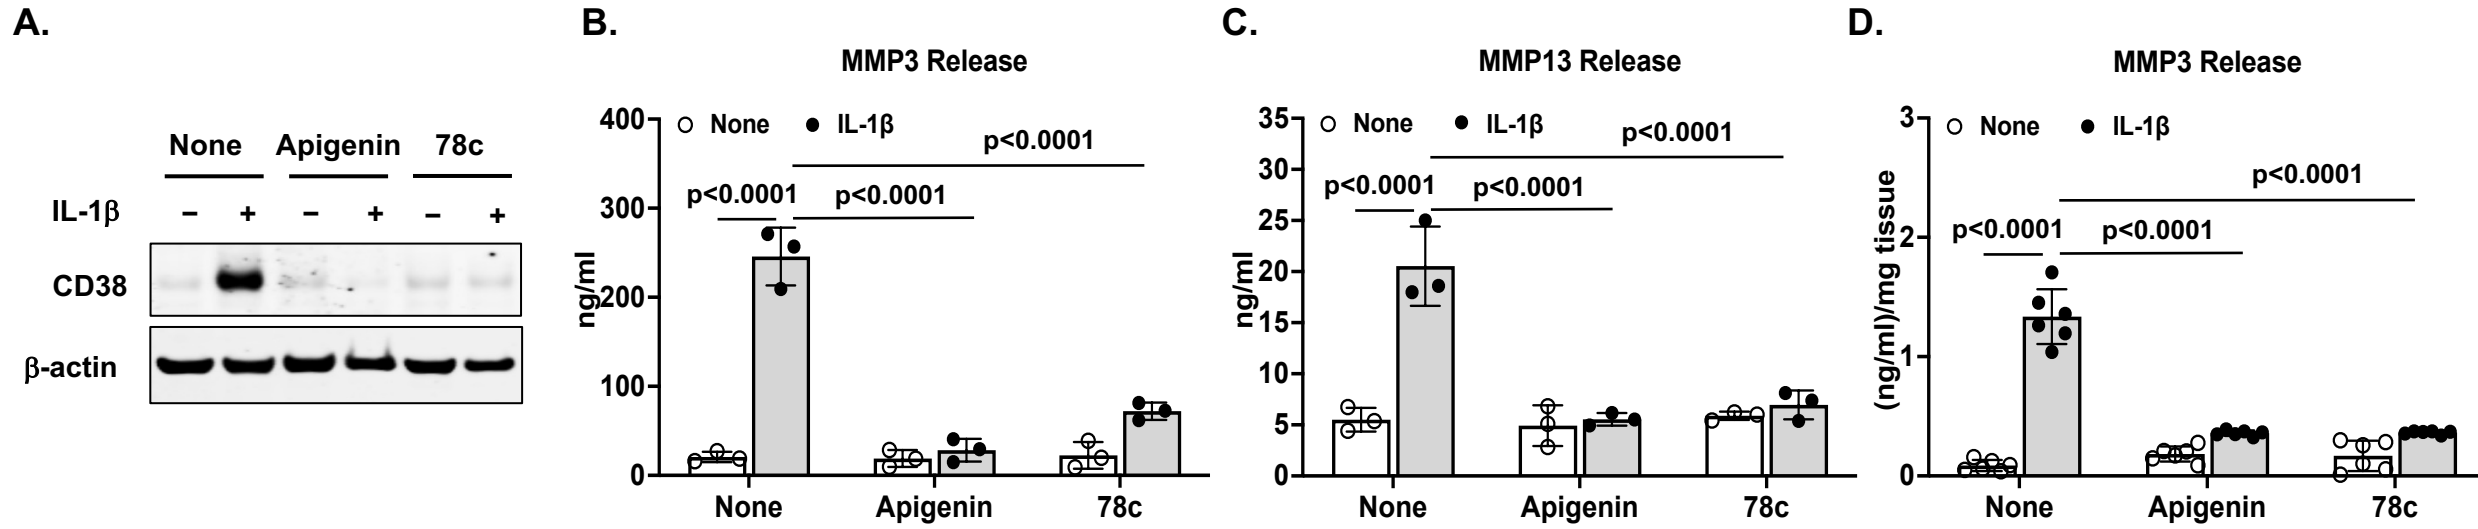 A.
None Apigenin 78c
IL-1β − + − + − +
CD38
β-actin
B.
MMP3 Release
None IL-1β
p<0.0001
p<0.0001 p<0.0001
ng/ml
400
300
200
100
0
None Apigenin 78c
C.
MMP13 Release
None IL-1β
p<0.0001
p<0.0001 p<0.0001
ng/ml
35
30
25
20
15
10
5
0
None Apigenin 78c
D.
MMP3 Release
None IL-1β
p<0.0001
p<0.0001 p<0.0001
(ng/ml)/mg tissue
3
2
1
0
None Apigenin 78c